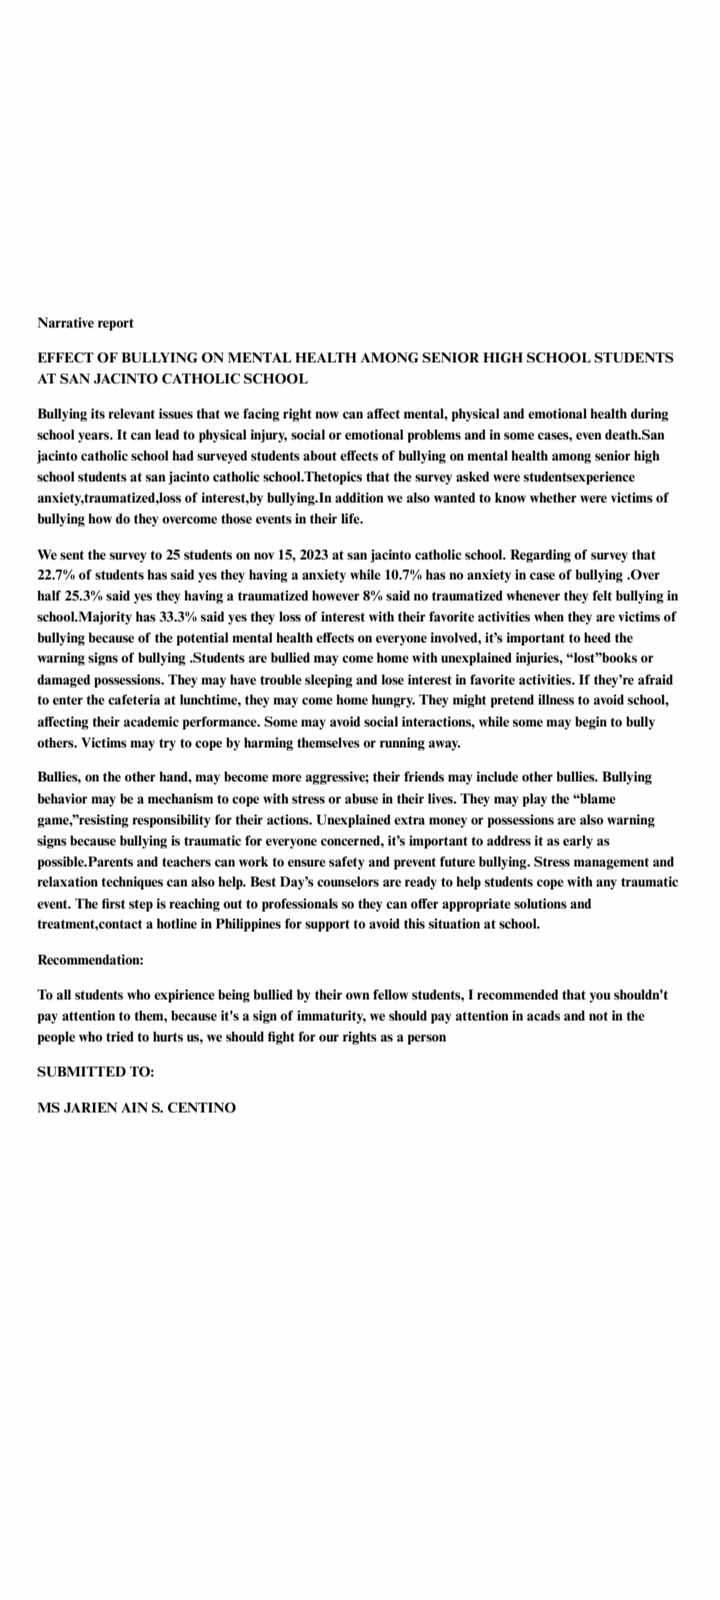 Narrative report
EFFECT OF BULLYING ON MENTAL HEALTH AMONG SENIOR HIGH SCHOOL STUDENTS
AT SAN JACINTO CATHOLIC SCHOOL
Bullying its relevant issues that we facing right now can affect mental, physical and emotional health during
school years. It can lead to physical injury, social or emotional problems and in some cases, even death.San
jacinto catholic school had surveyed students about effects of bullying on mental health among senior high
school students at san jacinto catholic school.Thetopics that the survey asked were studentsexperience
anxiety,traumatized,loss of interest,by bullying.In addition we also wanted to know whether were victims of
bullying how do they overcome those events in their life.
We sent the survey to 25 students on nov 15, 2023 at san jacinto catholic school. Regarding of survey that
22.7% of students has said yes they having a anxiety while 10.7% has no anxiety in case of bullying .Over
half 25.3% said yes they having a traumatized however 8% said no traumatized whenever they felt bullying in
school.Majority has 33.3% said yes they loss of interest with their favorite activities when they are victims of
bullying because of the potential mental health effects on everyone involved, it’s important to heed the
warning signs of bullying .Students are bullied may come home with unexplained injuries, “lost”books or
damaged possessions. They may have trouble sleeping and lose interest in favorite activities. If they’re afraid
to enter the cafeteria at lunchtime, they may come home hungry. They might pretend illness to avoid school,
affecting their academic performance. Some may avoid social interactions, while some may begin to bully
others. Victims may try to cope by harming themselves or running away.
Bullies, on the other hand, may become more aggressive; their friends may include other bullies. Bullying
behavior may be a mechanism to cope with stress or abuse in their lives. They may play the “blame
game,”resisting responsibility for their actions. Unexplained extra money or possessions are also warning
signs because bullying is traumatic for everyone concerned, it’s important to address it as early as
possible.Parents and teachers can work to ensure safety and prevent future bullying. Stress management and
relaxation techniques can also help. Best Day’s counselors are ready to help students cope with any traumatic
event. The first step is reaching out to professionals so they can offer appropriate solutions and
treatment,contact a hotline in Philippines for support to avoid this situation at school.
Recommendation:
To all students who expirience being bullied by their own fellow students, I recommended that you shouldn't
pay attention to them, because it's a sign of immaturity, we should pay attention in acads and not in the
people who tried to hurts us, we should fight for our rights as a person
SUBMITTED TO:
MS JARIEN AIN S. CENTINO